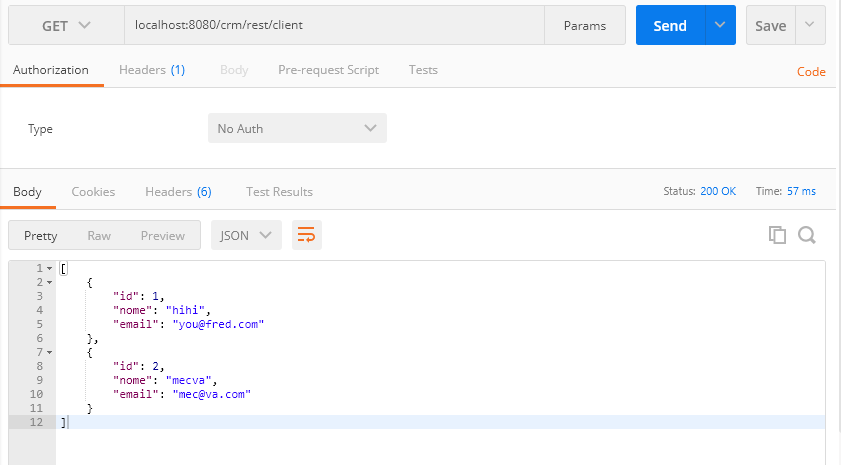 GET localhost:8080/crm/rest/client Params Send Save
Authorization Headers (1) Body Pre-request Script Tests Code
Type No Auth
Body Cookies Headers (6) Test Results Status: 200 OK Time: 57 ms
Pretty Raw Preview JSON
1 [
2 {
3 "id": 1,
4 "nome": "hihi",
5 "email": "you@fred.com"
6 },
7 {
8 "id": 2,
9 "nome": "mecva",
10 "email": "mec@va.com"
11 }
12 ]